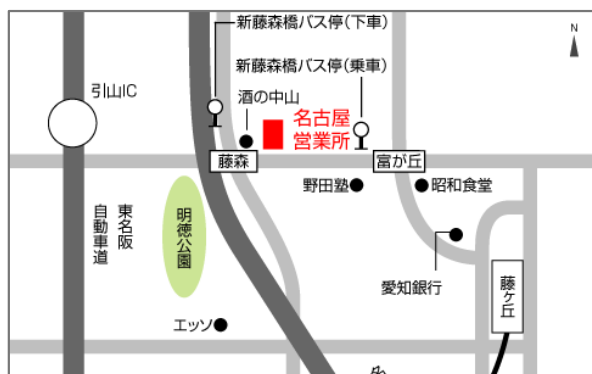 新藤森橋バス停(下車)
N
新藤森橋バス停(乗車)
引山IC
酒の中山
名古屋
営業所
藤森
富が丘
野田塾
昭和食堂
東名阪
自動車道
明徳公園
愛知銀行
藤ヶ丘
エッソ